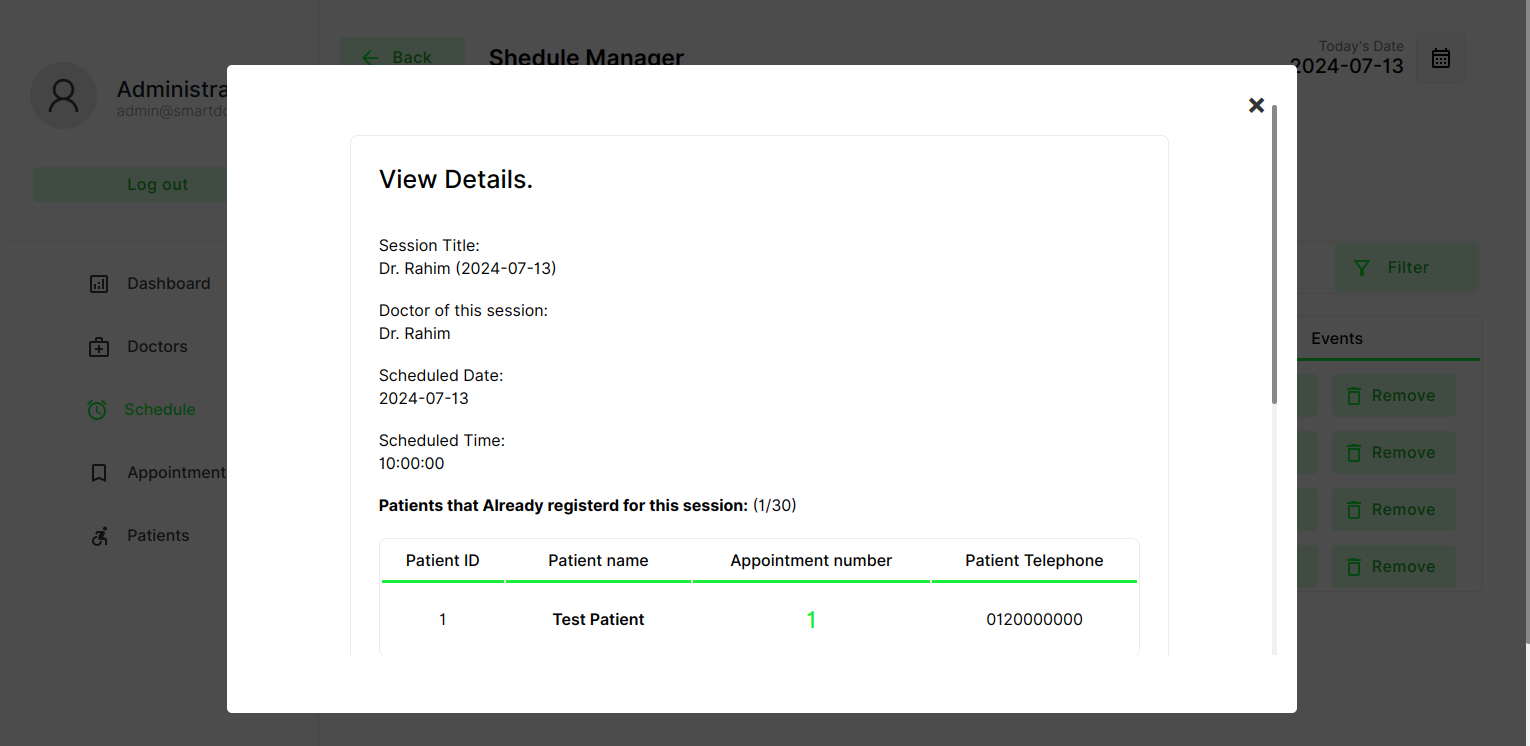 Back
Shedule Manager
Today's Date
2024-07-13
Administra
admin@smartdo
Log out
Dashboard
Doctors
Schedule
Appointment
Patients
Filter
Events
Remove
Remove
Remove
Remove
View Details.
Session Title:
Dr. Rahim (2024-07-13)
Doctor of this session:
Dr. Rahim
Scheduled Date:
2024-07-13
Scheduled Time:
10:00:00
Patients that Already registerd for this session: (1/30)
Patient ID Patient name Appointment number Patient Telephone
1 Test Patient 1 0120000000